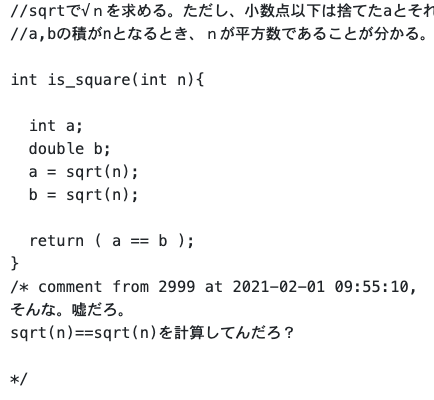 //sqrtで√ｎを求める。ただし、小数点以下は捨てたaとそれ
//a,bの積がnとなるとき、ｎが平方数であることが分かる。
int is_square(int n){
int a;
double b;
a = sqrt(n);
b = sqrt(n);
return ( a == b );
}
/* comment from 2999 at 2021-02-01 09:55:10,
そんな。嘘だろ。
sqrt(n)==sqrt(n)を計算してんだろ？
*/